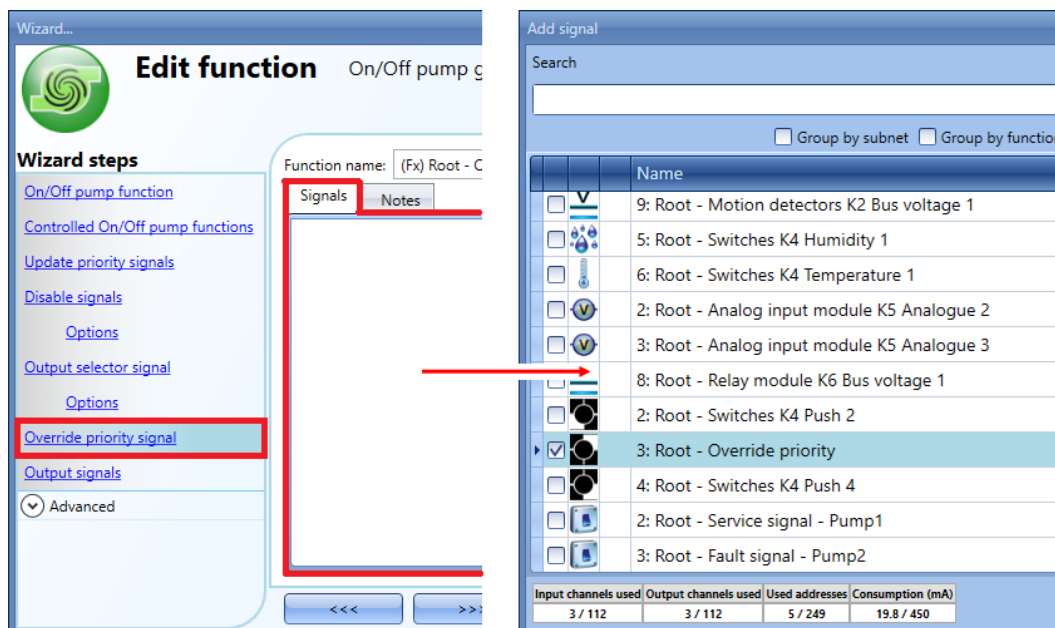 Wizard...
Edit function On/Off pump g
Wizard steps
On/Off pump function
Controlled On/Off pump functions
Update priority signals
Disable signals
Options
Output selector signal
Options
Override priority signal
Output signals
Advanced
Function name: (Fx) Root - C
Signals Notes
<<< >>>
Add signal
Search
Group by subnet Group by function
Name
9: Root - Motion detectors K2 Bus voltage 1
5: Root - Switches K4 Humidity 1
6: Root - Switches K4 Temperature 1
2: Root - Analog input module K5 Analogue 2
3: Root - Analog input module K5 Analogue 3
8: Root - Relay module K6 Bus voltage 1
2: Root - Switches K4 Push 2
3: Root - Override priority
4: Root - Switches K4 Push 4
2: Root - Service signal - Pump1
3: Root - Fault signal - Pump2
Input channels used Output channels used Used addresses Consumption (mA)
3 / 112 3 / 112 5 / 249 19.8 / 450